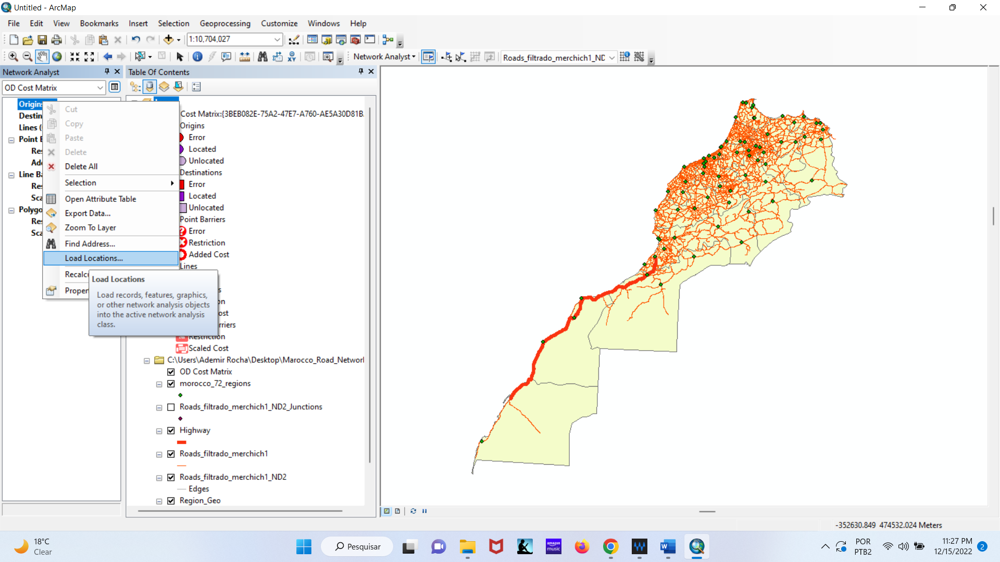 Untitled - ArcMap
File Edit View Bookmarks Insert Selection Geoprocessing Customize Windows Help
1:10,704,027
Network Analyst
Roads_filtrado_merchich1_NE
Network Analyst
Table Of Contents
OD Cost Matrix
Origins
Destin
Lines (
Point B
Res
Ad
Line Ba
Res
Sca
Polygo
Res
Sca
Cut
Copy
Paste
Delete
Delete All
Selection
Open Attribute Table
Export Data...
Zoom To Layer
Find Address...
Load Locations...
Recalcu
Proper
Load Locations
Load records, features, graphics,
or other network analysis objects
into the active network analysis
class.
Cost Matrix:{3BEB082E-75A2-47E7-A760-AE5A30D81B
Origins
Error
Located
Unlocated
Destinations
Error
Located
Unlocated
Point Barriers
Error
Restriction
Added Cost
Lines
s
on
ost
rriers
Restriction
Scaled Cost
C:\Users\Ademir Rocha\Desktop\Marocco_Road_Networ
OD Cost Matrix
morocco_72_regions
Roads_filtrado_merchich1_ND2_Junctions
Highway
Roads_filtrado_merchich1
Roads_filtrado_merchich1_ND2
Edges
Region_Geo
-352630.849 474532.024 Meters
18°C
Clear
Pesquisar
amazon
music
POR
PTB2
11:27 PM
12/15/2022
2